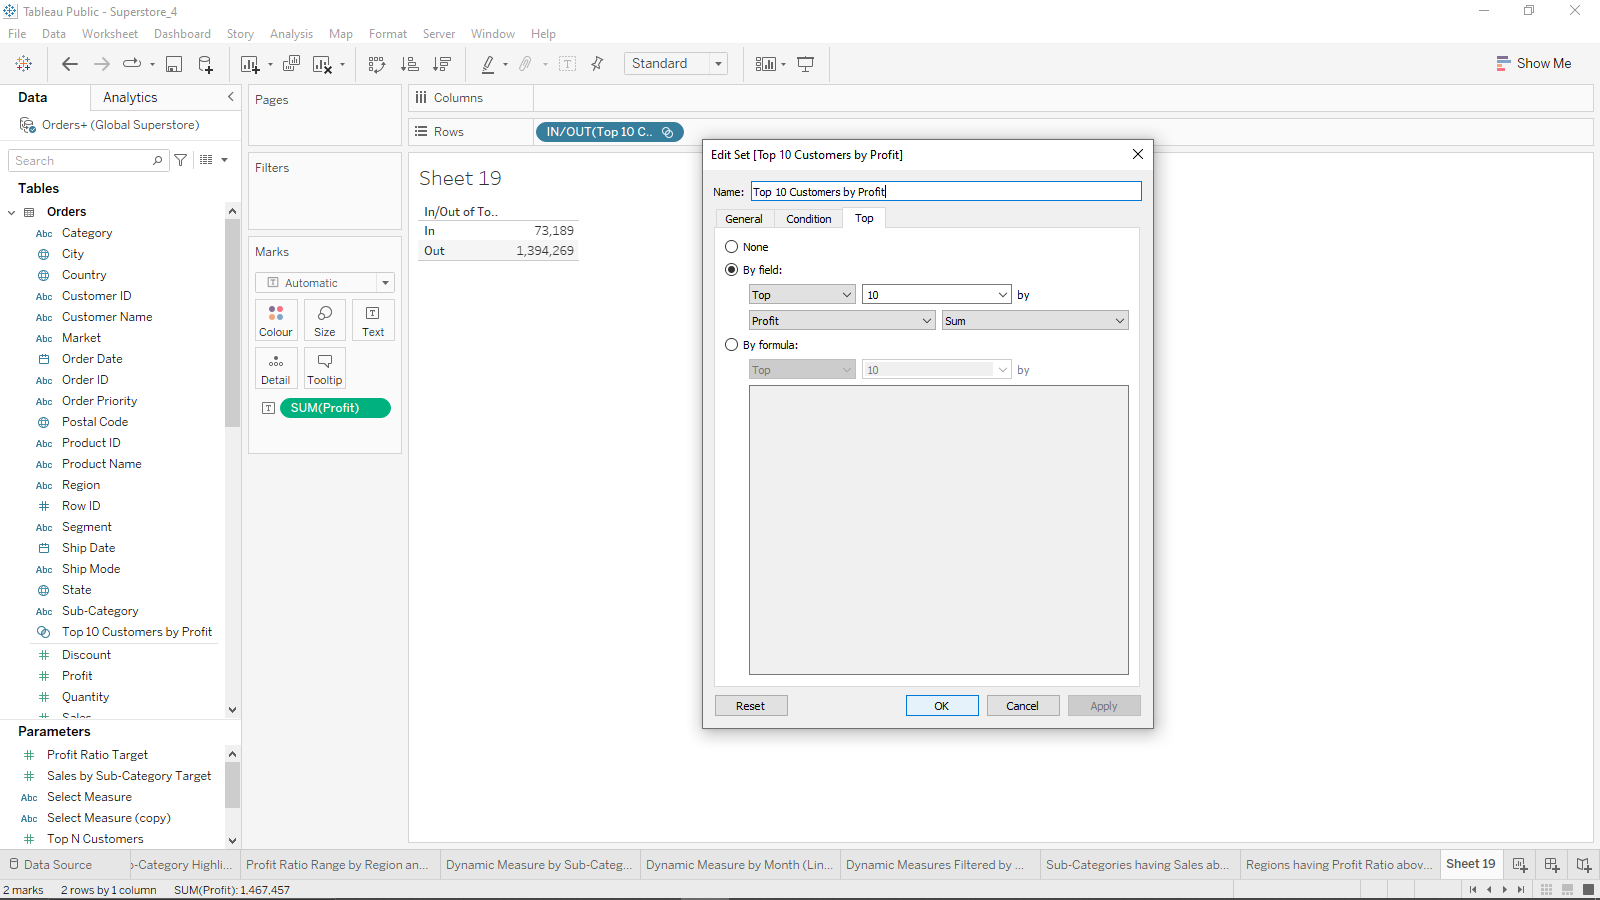 Tableau Public - Superstore_4
File Data Worksheet Dashboard Story Analysis Map Format Server Window Help
Standard
Show Me
Data Analytics
Orders+ (Global Superstore)
Search
Tables
Orders
Abc Category
City
Country
Abc Customer ID
Abc Customer Name
Abc Market
Order Date
Abc Order ID
Abc Order Priority
Postal Code
Abc Product ID
Abc Product Name
Abc Region
Row ID
Abc Segment
Ship Date
Abc Ship Mode
State
Abc Sub-Category
Top 10 Customers by Profit
Discount
Profit
Quantity
Sales
Parameters
Profit Ratio Target
Sales by Sub-Category Target
Abc Select Measure
Abc Select Measure (copy)
Top N Customers
Pages
Filters
Marks
Automatic
Colour Size Text
Detail Tooltip
SUM(Profit)
Columns
Rows
IN/OUT(Top 10 C..
Sheet 19
In/Out of To..
In 73,189
Out 1,394,269
Edit Set [Top 10 Customers by Profit]
Name: Top 10 Customers by Profit
General Condition Top
None
By field:
Top 10 by
Profit Sum
By formula:
Top 10 by
Reset OK Cancel Apply
Data Source
o-Category Highli...
Profit Ratio Range by Region an...
Dynamic Measure by Sub-Categ...
Dynamic Measure by Month (Lin...
Dynamic Measures Filtered by ...
Sub-Categories having Sales ab...
Regions having Profit Ratio abov...
Sheet 19
2 marks 2 rows by 1 column SUM(Profit): 1,467,457